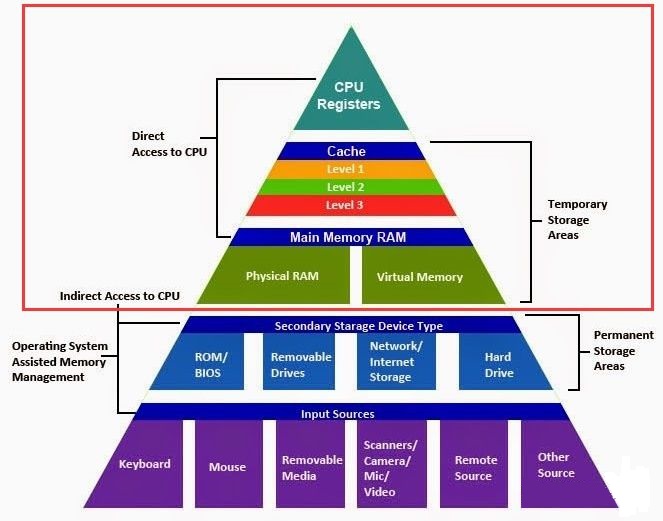 CPU
Registers
Direct
Access to CPU
Cache
Level 1
Level 2
Level 3
Temporary
Storage
Areas
Main Memory RAM
Physical RAM
Virtual Memory
Indirect Access to CPU
Secondary Starage Device Type
Operating System
Assisted Memory
Management
ROM/
BIOS
Removable
Drives
Network/
Internet
Storage
Hard
Drive
Permanent
Storage
Areas
Input Sources
Keyboard
Mouse
Removable
Media
Scanners/
Camera/
Mic/
Video
Remote
Source
Other
Source